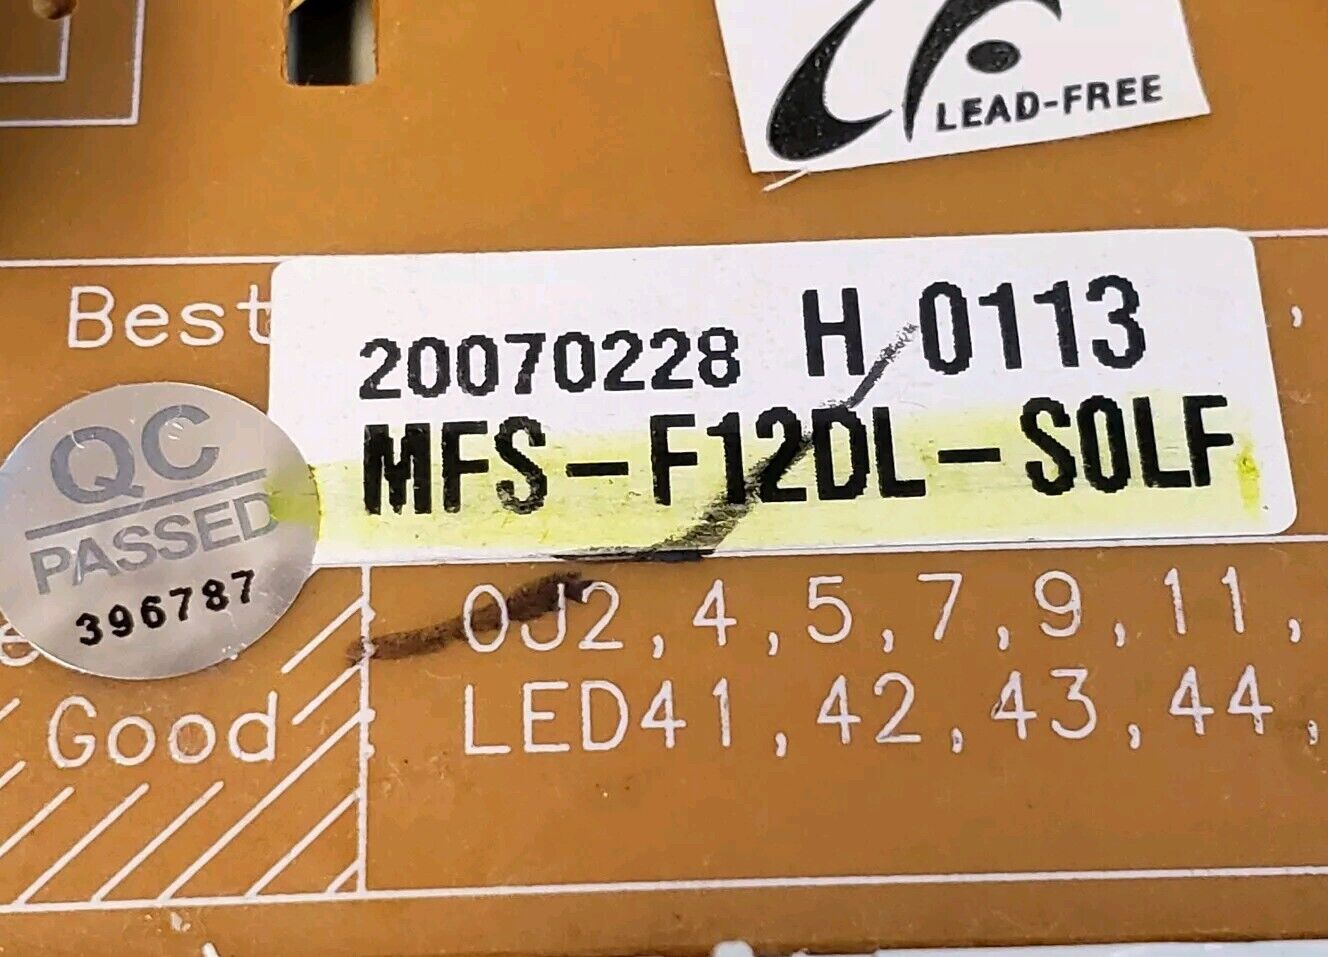 LEAD-FREE
Best
,
20070228 H 0113
MFS-F12DL-S0LF
QC
PASSED
396787
0J2,4,5,7,9,11,
Good
LED41,42,43,44,